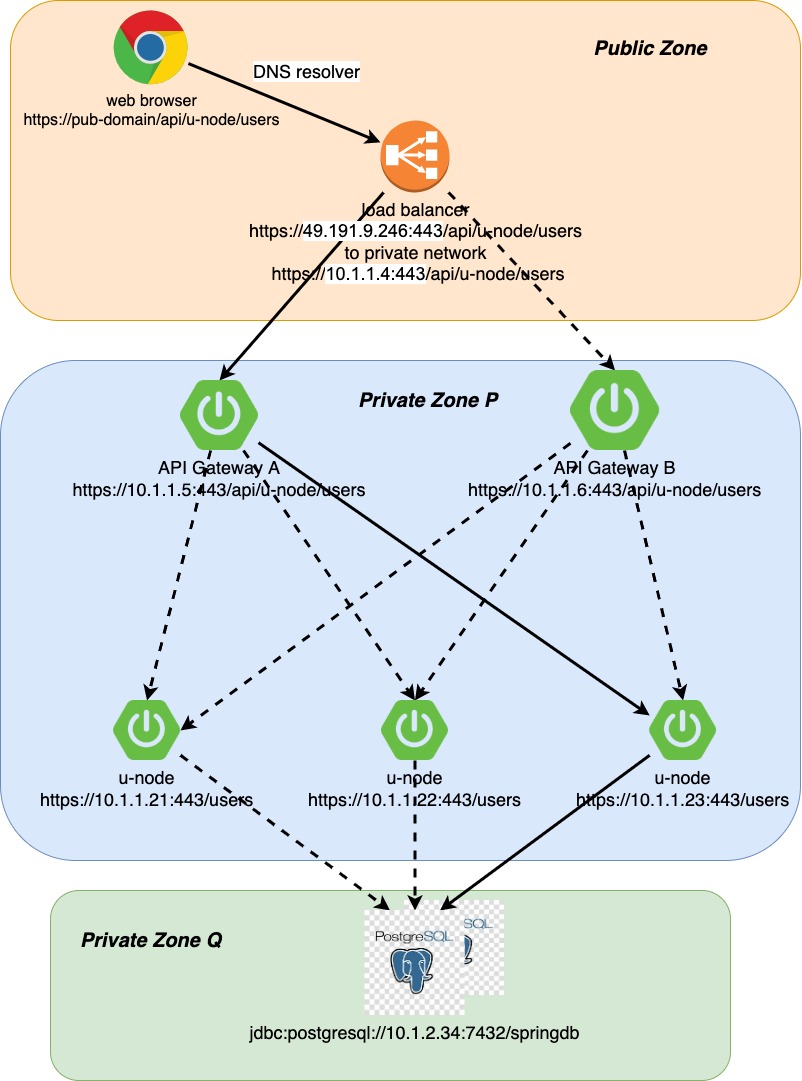 Public Zone
DNS resolver
web browser
https://pub-domain/api/u-node/users
load balancer
https://49.191.9.246:443/api/u-node/users
to private network
https://10.1.1.4:443/api/u-node/users
Private Zone P
API Gateway A
https://10.1.1.5:443/api/u-node/users
API Gateway B
https://10.1.1.6:443/api/u-node/users
u-node
https://10.1.1.21:443/users
u-node
https://10.1.1.22:443/users
u-node
https://10.1.1.23:443/users
Private Zone Q
PostgreSQL
SQL
jdbc:postgresql://10.1.2.34:7432/springdb